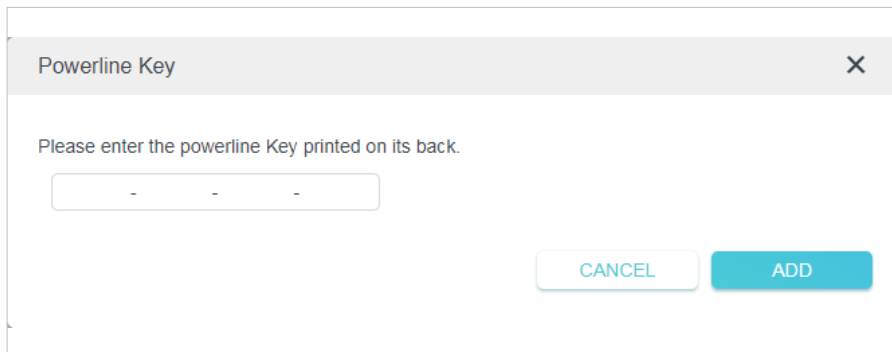 Powerline Key
Please enter the powerline Key printed on its back.
- - -
CANCEL ADD